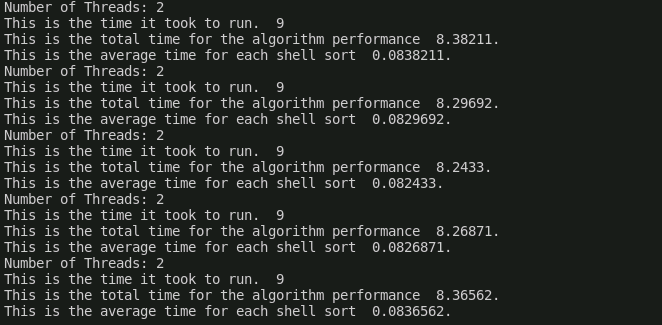 Number of Threads: 2
This is the time it took to run.  9
This is the total time for the algorithm performance  8.38211.
This is the average time for each shell sort  0.0838211.
Number of Threads: 2
This is the time it took to run.  9
This is the total time for the algorithm performance  8.29692.
This is the average time for each shell sort  0.0829692.
Number of Threads: 2
This is the time it took to run.  9
This is the total time for the algorithm performance  8.2433.
This is the average time for each shell sort  0.082433.
Number of Threads: 2
This is the time it took to run.  9
This is the total time for the algorithm performance  8.26871.
This is the average time for each shell sort  0.0826871.
Number of Threads: 2
This is the time it took to run.  9
This is the total time for the algorithm performance  8.36562.
This is the average time for each shell sort  0.0836562.